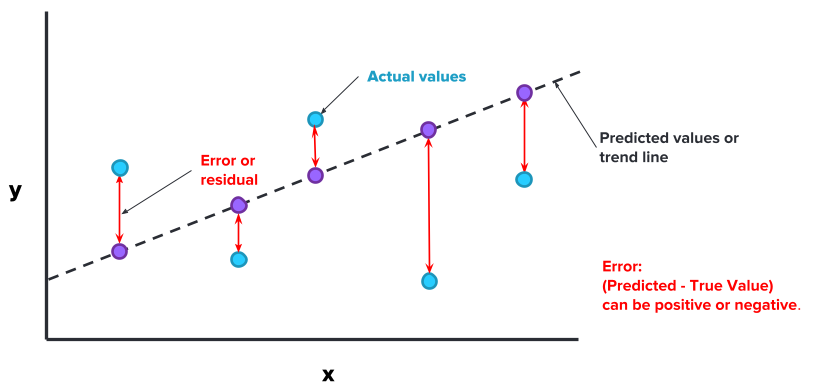 Actual values
Error or
residual
Predicted values or
trend line
y
Error:
(Predicted - True Value)
can be positive or negative.
x